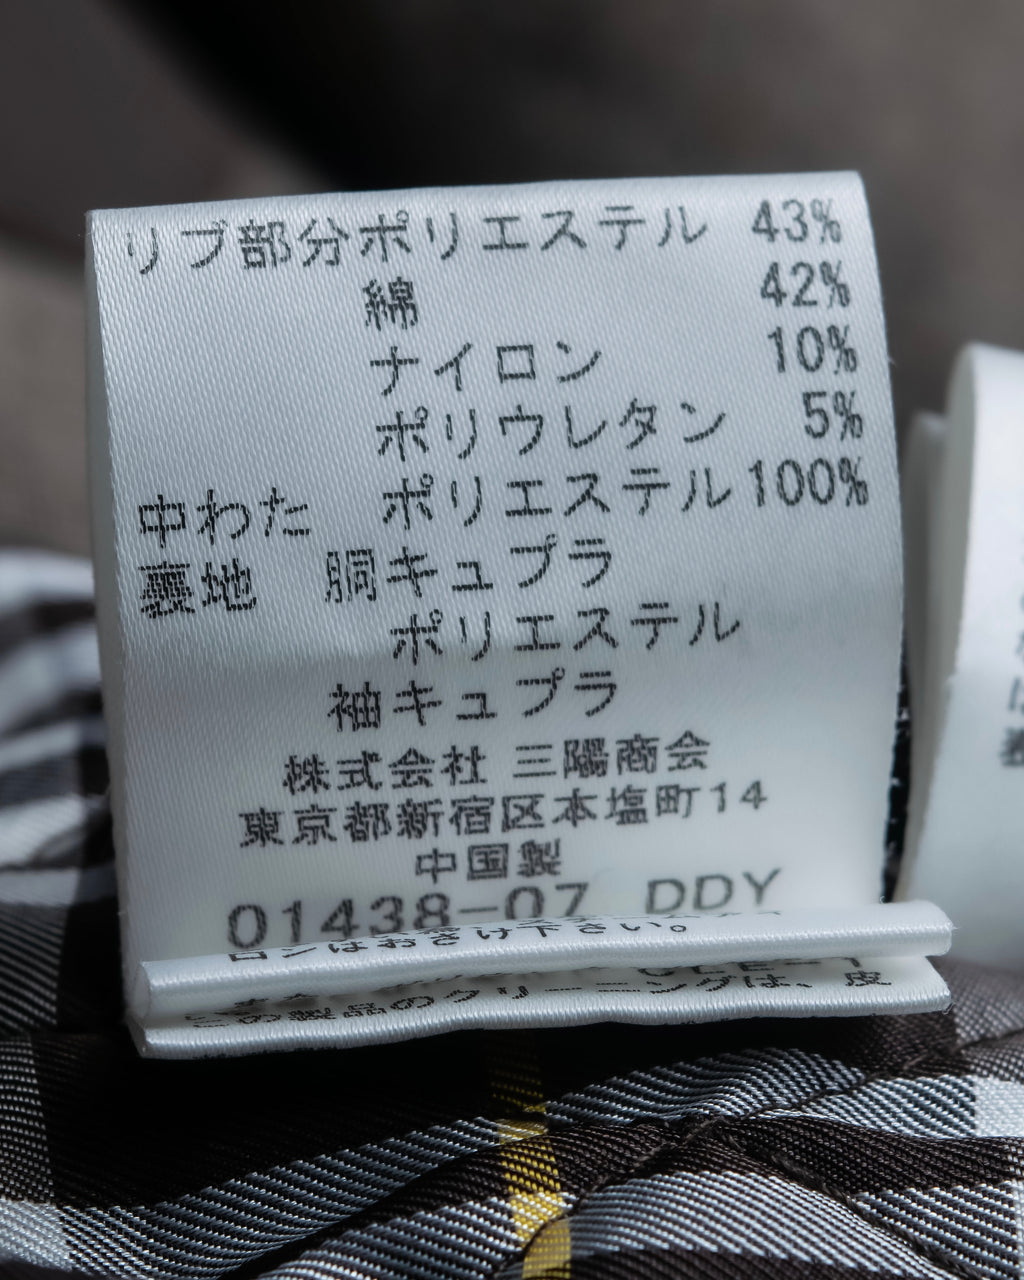 リブ部分ポリエステル 43%
綿 42%
ナイロン 10%
ポリウレタン 5%
中わた ポリエステル100%
裏地 胴キュプラ
ポリエステル
袖キュプラ
株式会社 三陽商会
東京都新宿区本塩町14
中国製
01438-07 DDY
ロンはおさけ下さい。
この製品のクリーニングは、皮